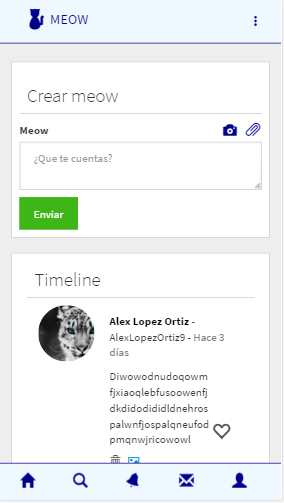 MEOW
Crear meow
Meow
¿Que te cuentas?
Enviar
Timeline
Alex Lopez Ortiz -
AlexLopezOrtiz9 - Hace 3
días
Diwowodnudoqowm
fjxiaoqlebfusoowenfj
dkdidodididldnehros
palwnfjospalqneufod
pmqnwjricowowl